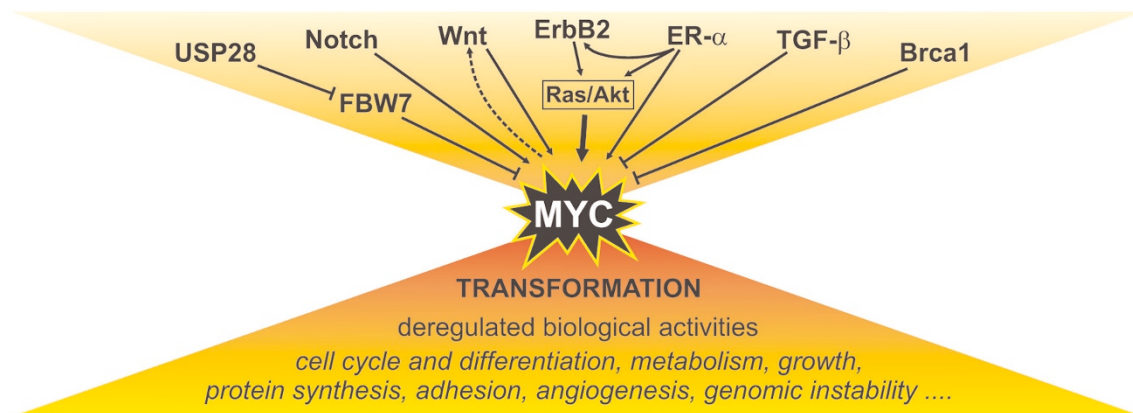 USP28 Notch Wnt ErbB2 ER-α TGF-β Brca1
FBW7 Ras/Akt
MYC
TRANSFORMATION
deregulated biological activities
cell cycle and differentiation, metabolism, growth,
protein synthesis, adhesion, angiogenesis, genomic instability ....